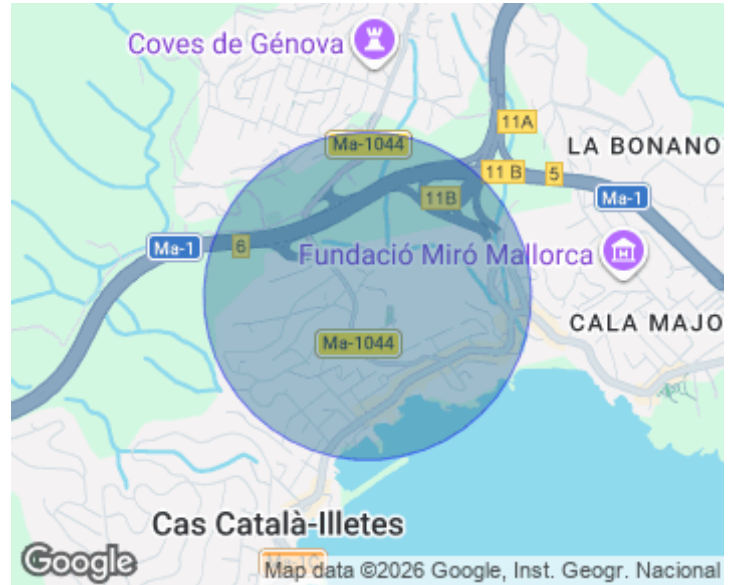 Coves de Génova
11A
Ma-1044
LA BONANO
11 B
5
11B
Ma-1
Ma-1
6
Fundació Miró Mallorca
CALA MAJO
Ma-1044
Cas Català-Illetes
Google
Map data ©2026 Google, Inst. Geogr. Nacional